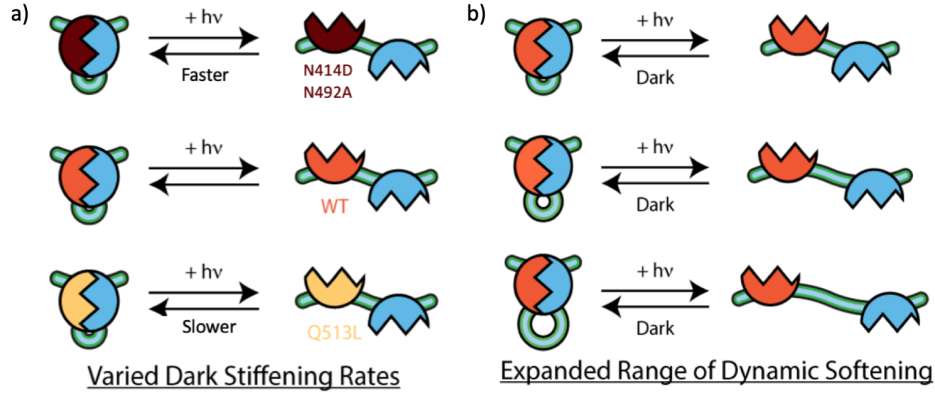 a)
+ hν
Faster
N414D
N492A
+ hν
WT
+ hν
Slower
Q513L
Varied Dark Stiffening Rates
b)
+ hν
Dark
+ hν
Dark
+ hν
Dark
Expanded Range of Dynamic Softening